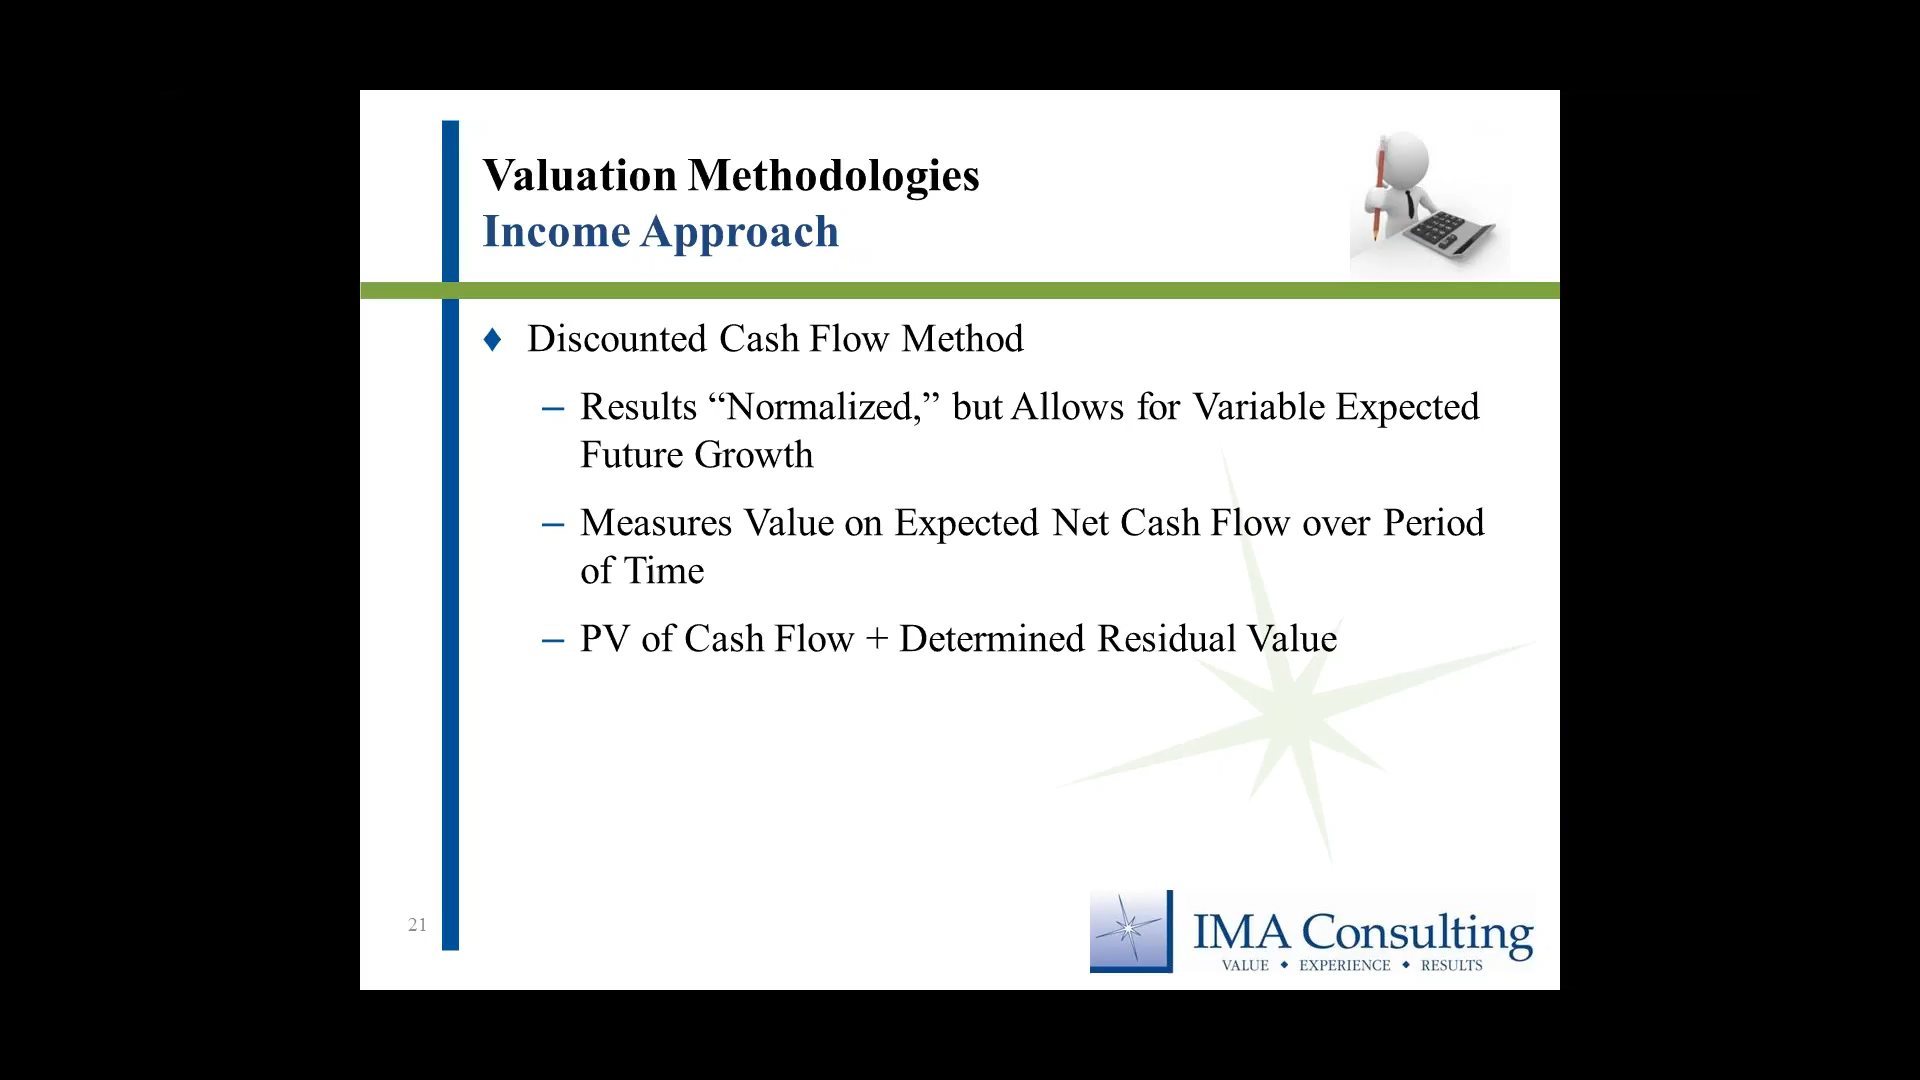 Valuation Methodologies
Income Approach
♦ Discounted Cash Flow Method
– Results “Normalized,” but Allows for Variable Expected
Future Growth
– Measures Value on Expected Net Cash Flow over Period
of Time
– PV of Cash Flow + Determined Residual Value
21
IMA Consulting
VALUE ◆ EXPERIENCE ◆ RESULTS